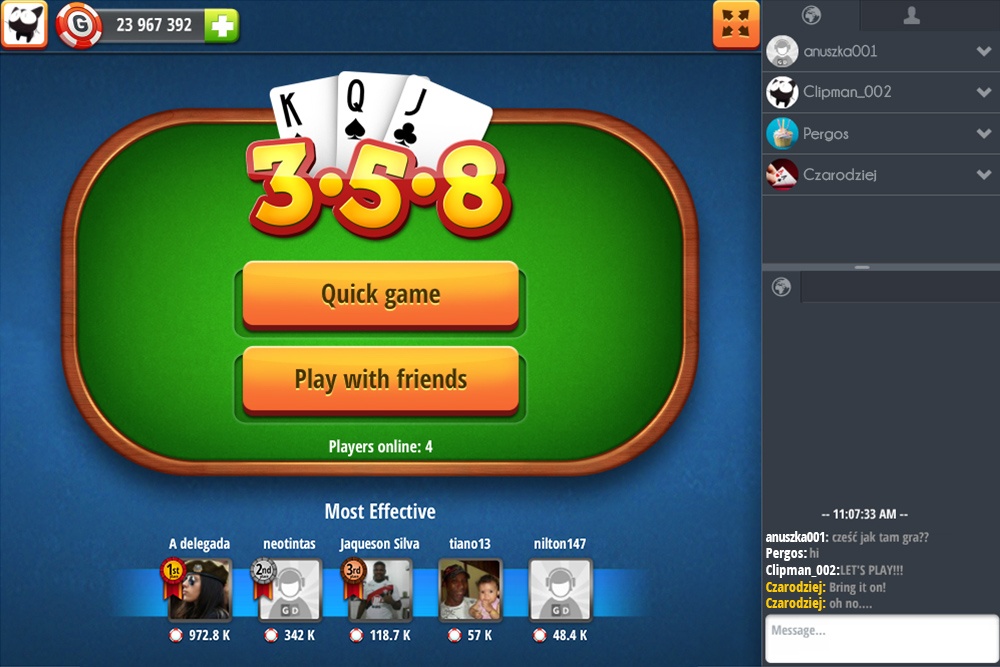 G 23 967 392
K Q J
3·5·8
Quick game
Play with friends
Players online: 4
Most Effective
A delegada neotintas Jaqueson Silva tiano13 nilton147
1st 2nd 3rd
G D G D
972.8 K 342 K 118.7 K 57 K 48.4 K
anuszka001
Clipman_002
Pergos
Czarodziej
-- 11:07:33 AM --
anuszka001: cześć jak tam gra??
Pergos: hi
Clipman_002: LET'S PLAY!!!
Czarodziej: Bring it on!
Czarodziej: oh no....
Message...